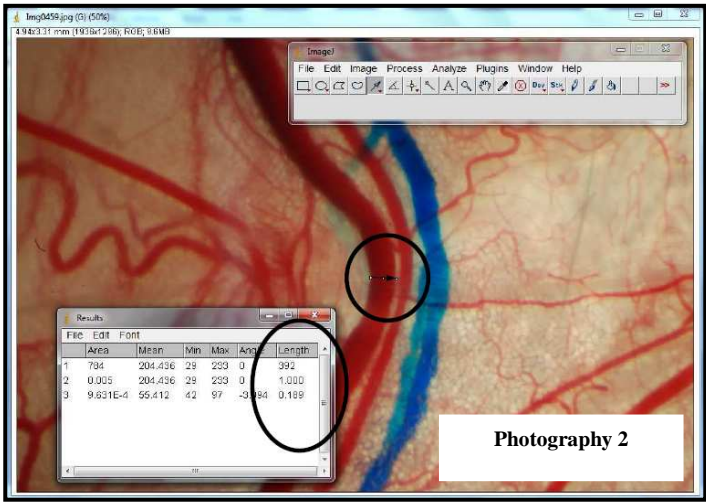 Img0459.jpg (G) (50%)
4.94x3.31 mm (1936x1296); RGB; 9.6MB
ImageJ
File Edit Image Process Analyze Plugins Window Help
Dev Stk
Results
File Edit Font
Area Mean Min Max Angle Length
1 784 204.436 29 233 0 392
2 0.005 204.436 29 233 0 1.000
3 9.631E-4 55.412 42 97 -3.094 0.189
Photography 2